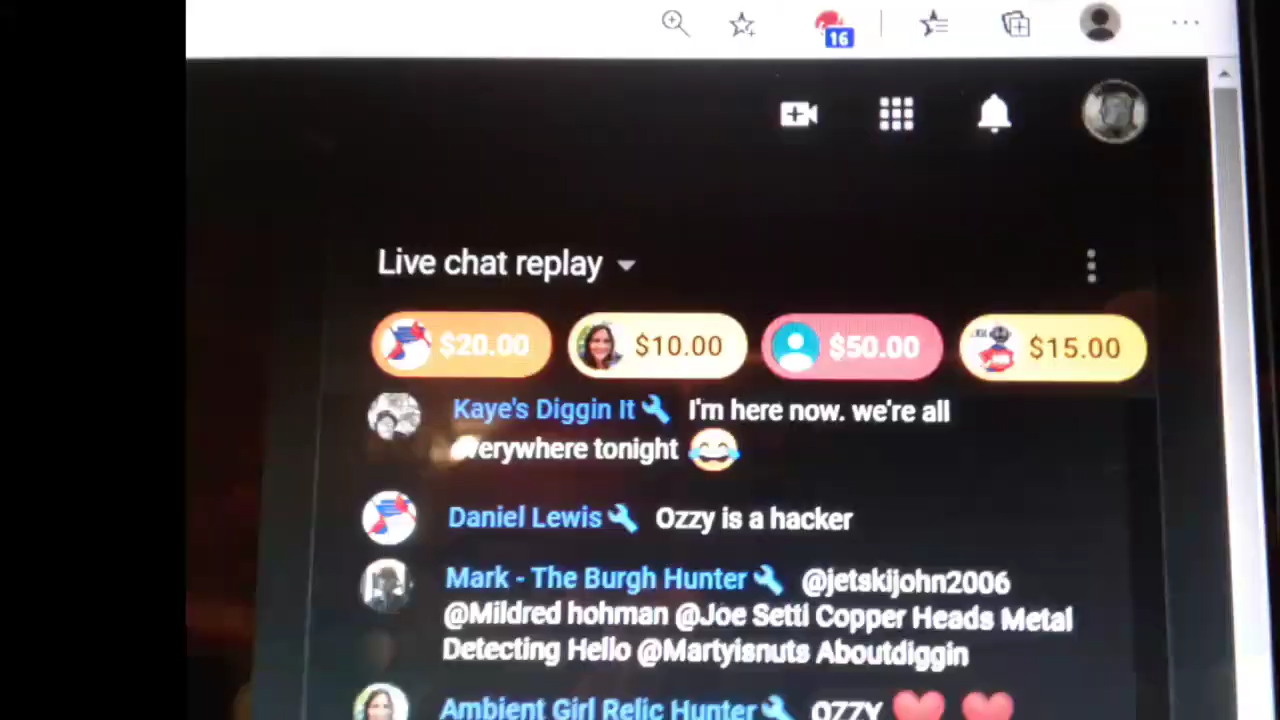 16
Live chat replay
$20.00 $10.00 $50.00 $15.00
Kaye's Diggin It I'm here now. we're all
everywhere tonight
Daniel Lewis Ozzy is a hacker
Mark - The Burgh Hunter @jetskijohn2006
@Mildred hohman @Joe Setti Copper Heads Metal
Detecting Hello @Martyisnuts Aboutdiggin
Ambient Girl Relic Hunter OZZY